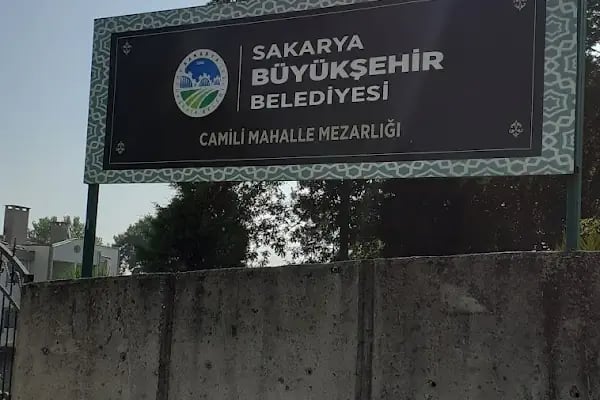 SAKARYA
BÜYÜKŞEHİR
BELEDİYESİ
CAMİLİ MAHALLE MEZARLIĞI